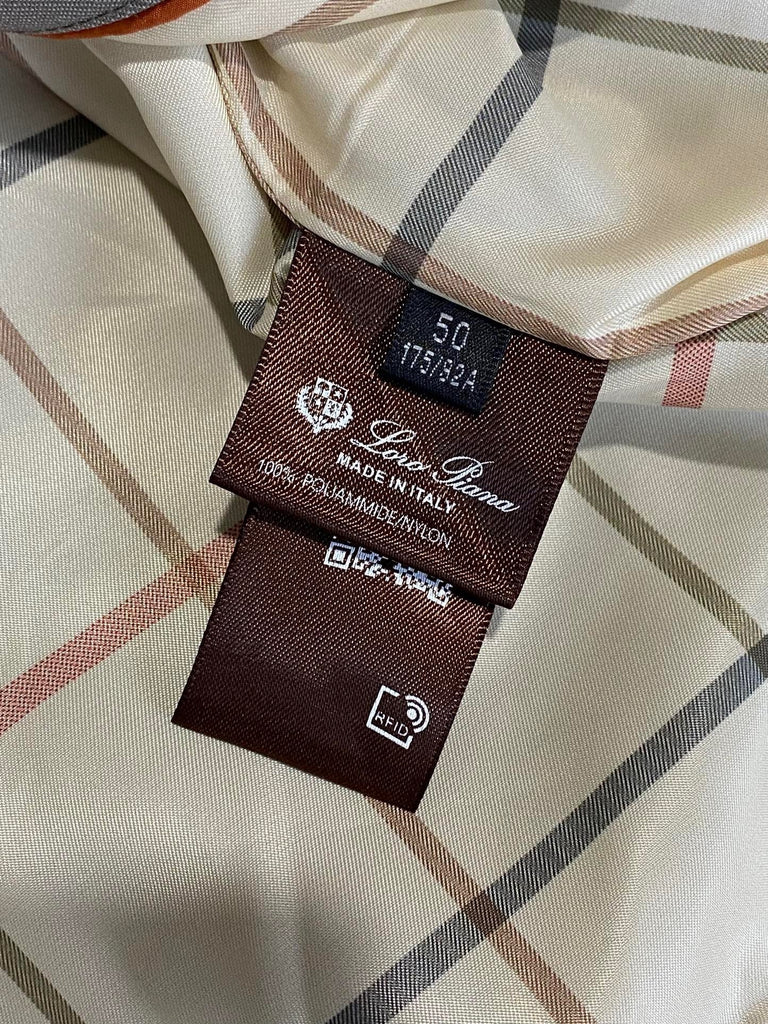 50
175/92A
Loro Piana
MADE IN ITALY
100% POLIAMMIDE/NYLON
RFID